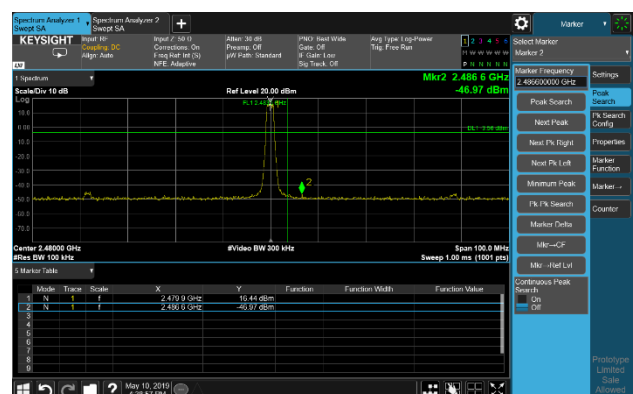 Spectrum Analyzer 1
Swept SA
Spectrum Analyzer 2
Swept SA
+
Marker
KEYSIGHT
Input: RF
Coupling: DC
Align: Auto
Input Z: 50 Ω
Corrections: On
Freq Ref: Int (S)
NFE: Adaptive
Atten: 30 dB
Preamp: Off
µW Path: Standard
PNO: Best Wide
Gate: Off
IF Gain: Low
Sig Track: Off
Avg Type: Log-Power
Trig: Free Run
1 2 3 4 5 6
P N N N N N
Select Marker
Marker 2
1 Spectrum
Scale/Div 10 dB
Log
Ref Level 20.00 dBm
Mkr2 2.486 6 GHz
-46.97 dBm
10.0
0.00
-10.0
-20.0
-30.0
-40.0
-50.0
-60.0
-70.0
2
Center 2.48000 GHz
#Res BW 100 kHz
#Video BW 300 kHz
Span 100.0 MHz
Sweep 1.00 ms (1001 pts)
5 Marker Table
Mode Trace Scale X Y Function Function Width Function Value
1 N 1 f 2.479 9 GHz 16.44 dBm
2 N 1 f 2.486 6 GHz -46.97 dBm
3
4
5
6
7
8
9
Marker Frequency
2.486600000 GHz
Peak Search
Next Peak
Next Pk Right
Next Pk Left
Minimum Peak
Pk-Pk Search
Marker Delta
Mkr→CF
Mkr→Ref Lvl
Continuous Peak
Search
On
Off
Settings
Peak
Search
Pk Search
Config
Properties
Marker
Function
Marker→
Counter
Prototype
Limited
Sale
Allowed
?
May 10, 2019